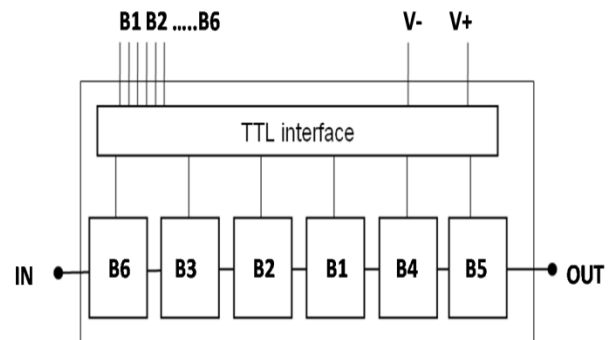 B1 B2 .....B6 V- V+
TTL interface
IN B6 B3 B2 B1 B4 B5 OUT